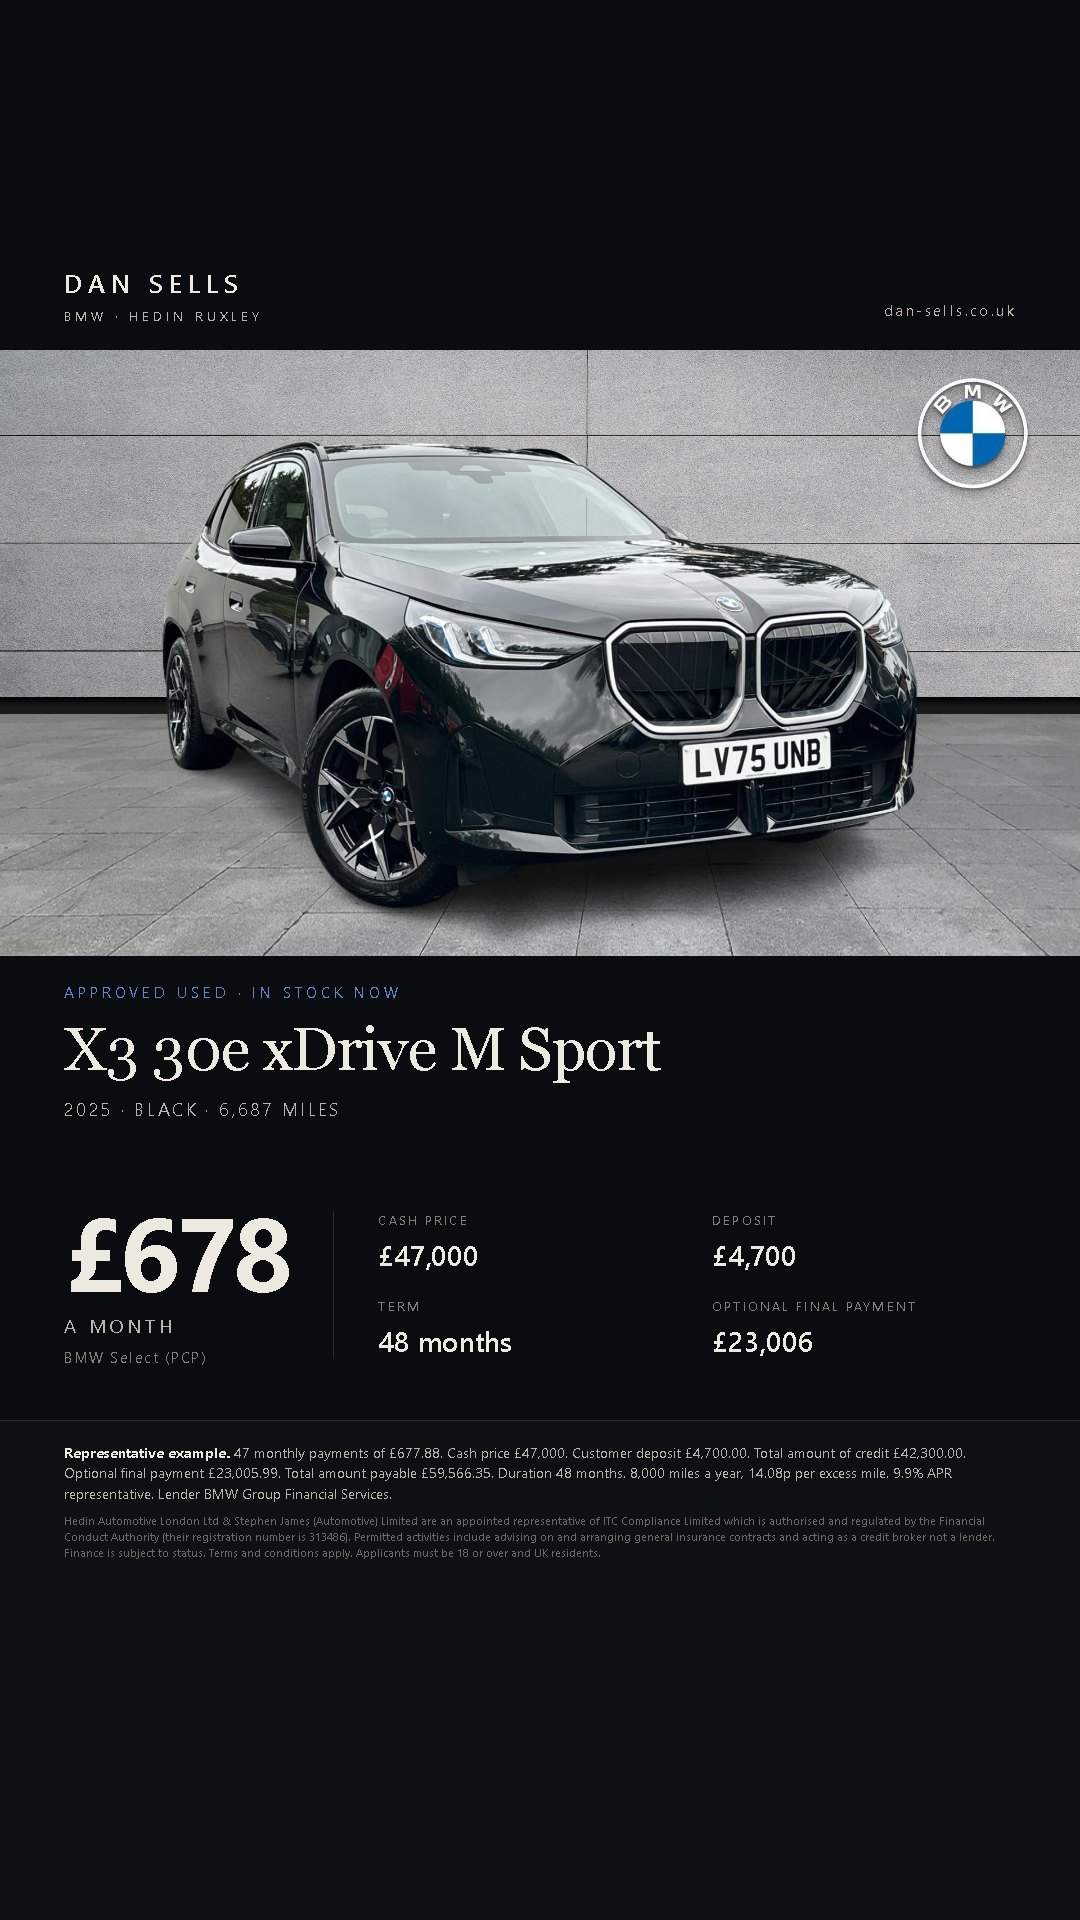 DAN SELLS
BMW · HEDIN RUXLEY
dan-sells.co.uk
BMW
LV75 UNB
APPROVED USED · IN STOCK NOW
X3 30e xDrive M Sport
2025 · BLACK · 6,687 MILES
£678
A MONTH
BMW Select (PCP)
CASH PRICE
£47,000
DEPOSIT
£4,700
TERM
48 months
OPTIONAL FINAL PAYMENT
£23,006
Representative example. 47 monthly payments of £677.88. Cash price £47,000. Customer deposit £4,700.00. Total amount of credit £42,300.00.
Optional final payment £23,005.99. Total amount payable £59,566.35. Duration 48 months. 8,000 miles a year, 14.08p per excess mile. 9.9% APR
representative. Lender BMW Group Financial Services.
Hedin Automotive London Ltd & Stephen James (Automotive) Limited are an appointed representative of ITC Compliance Limited which is authorised and regulated by the Financial
Conduct Authority (their registration number is 313486). Permitted activities include advising on and arranging general insurance contracts and acting as a credit broker not a lender.
Finance is subject to status. Terms and conditions apply. Applicants must be 18 or over and UK residents.